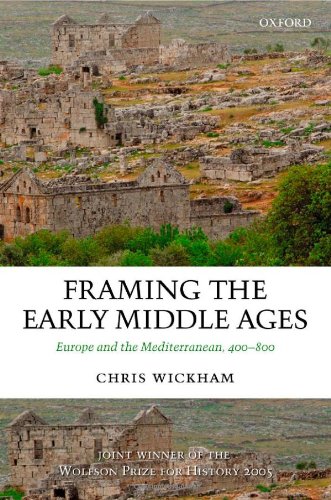 OXFORD
FRAMING THE
EARLY MIDDLE AGES
Europe and the Mediterranean, 400–800
CHRIS WICKHAM
JOINT WINNER OF THE
WOLFSON PRIZE FOR HISTORY 2005